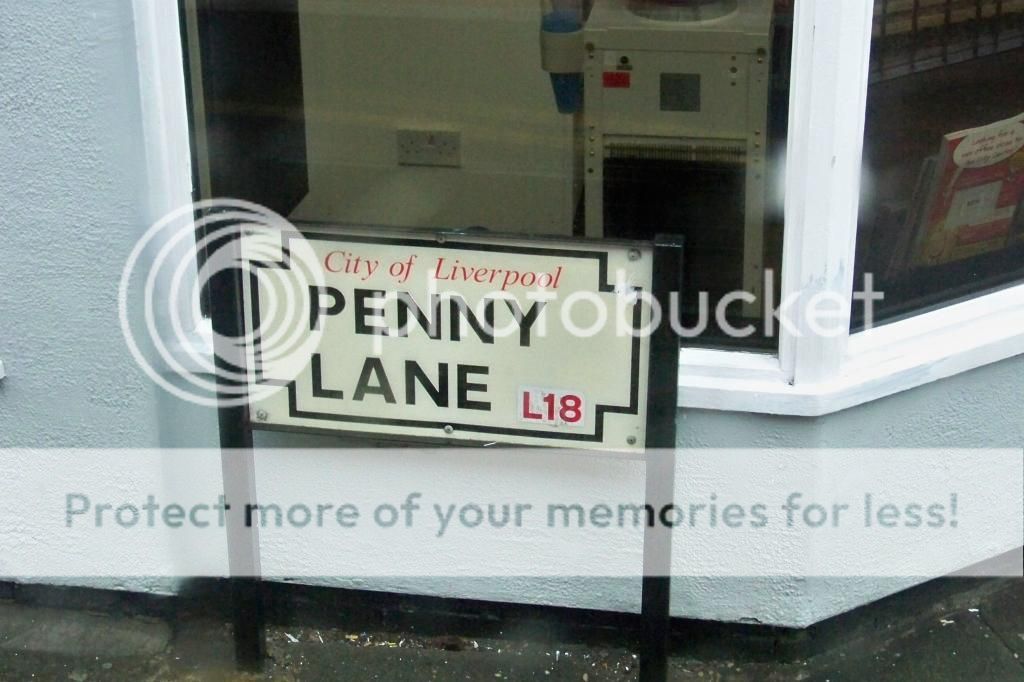 City of Liverpool
PENNY
LANE
L18
photobucket
Protect more of your memories for less!